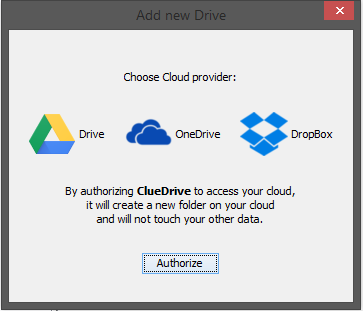 Add new Drive
Choose Cloud provider:
Drive OneDrive DropBox
By authorizing ClueDrive to access your cloud,
it will create a new folder on your cloud
and will not touch your other data.
Authorize